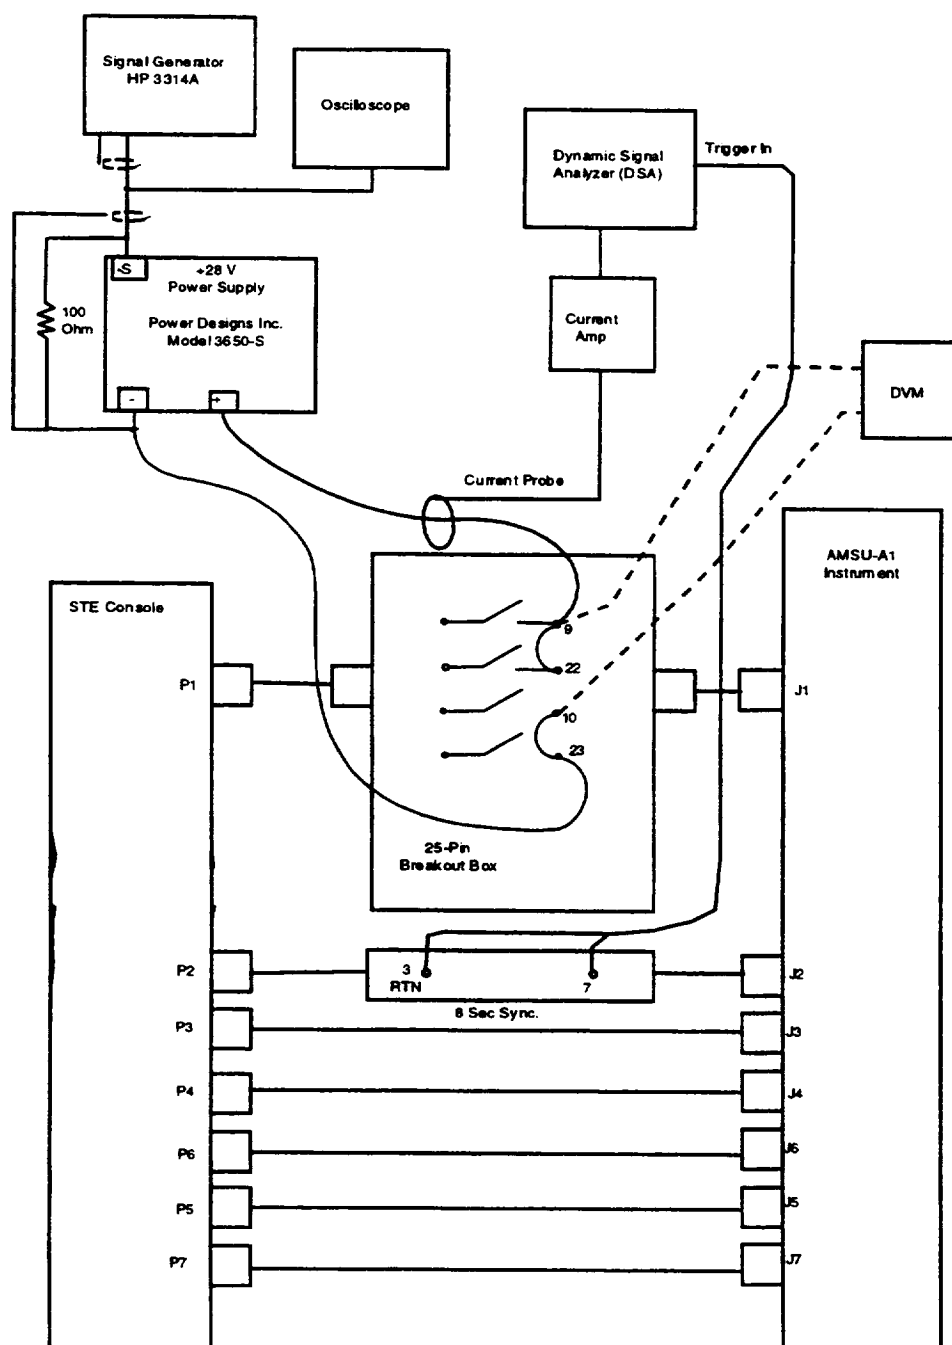 Signal Generator
HP 3314A
Oscilloscope
Dynamic Signal
Analyzer (DSA)
Trigger In
-S
+28 V
Power Supply
Power Designs Inc.
Model 3650-S
100
Ohm
-
+
Current
Amp
DVM
Current Probe
AMSU-A1
Instrument
STE Console
9
22
10
23
P1
J1
25-Pin
Breakout Box
P2
3
RTN
7
J2
8 Sec Sync.
P3
J3
P4
J4
P6
J6
P5
J5
P7
J7